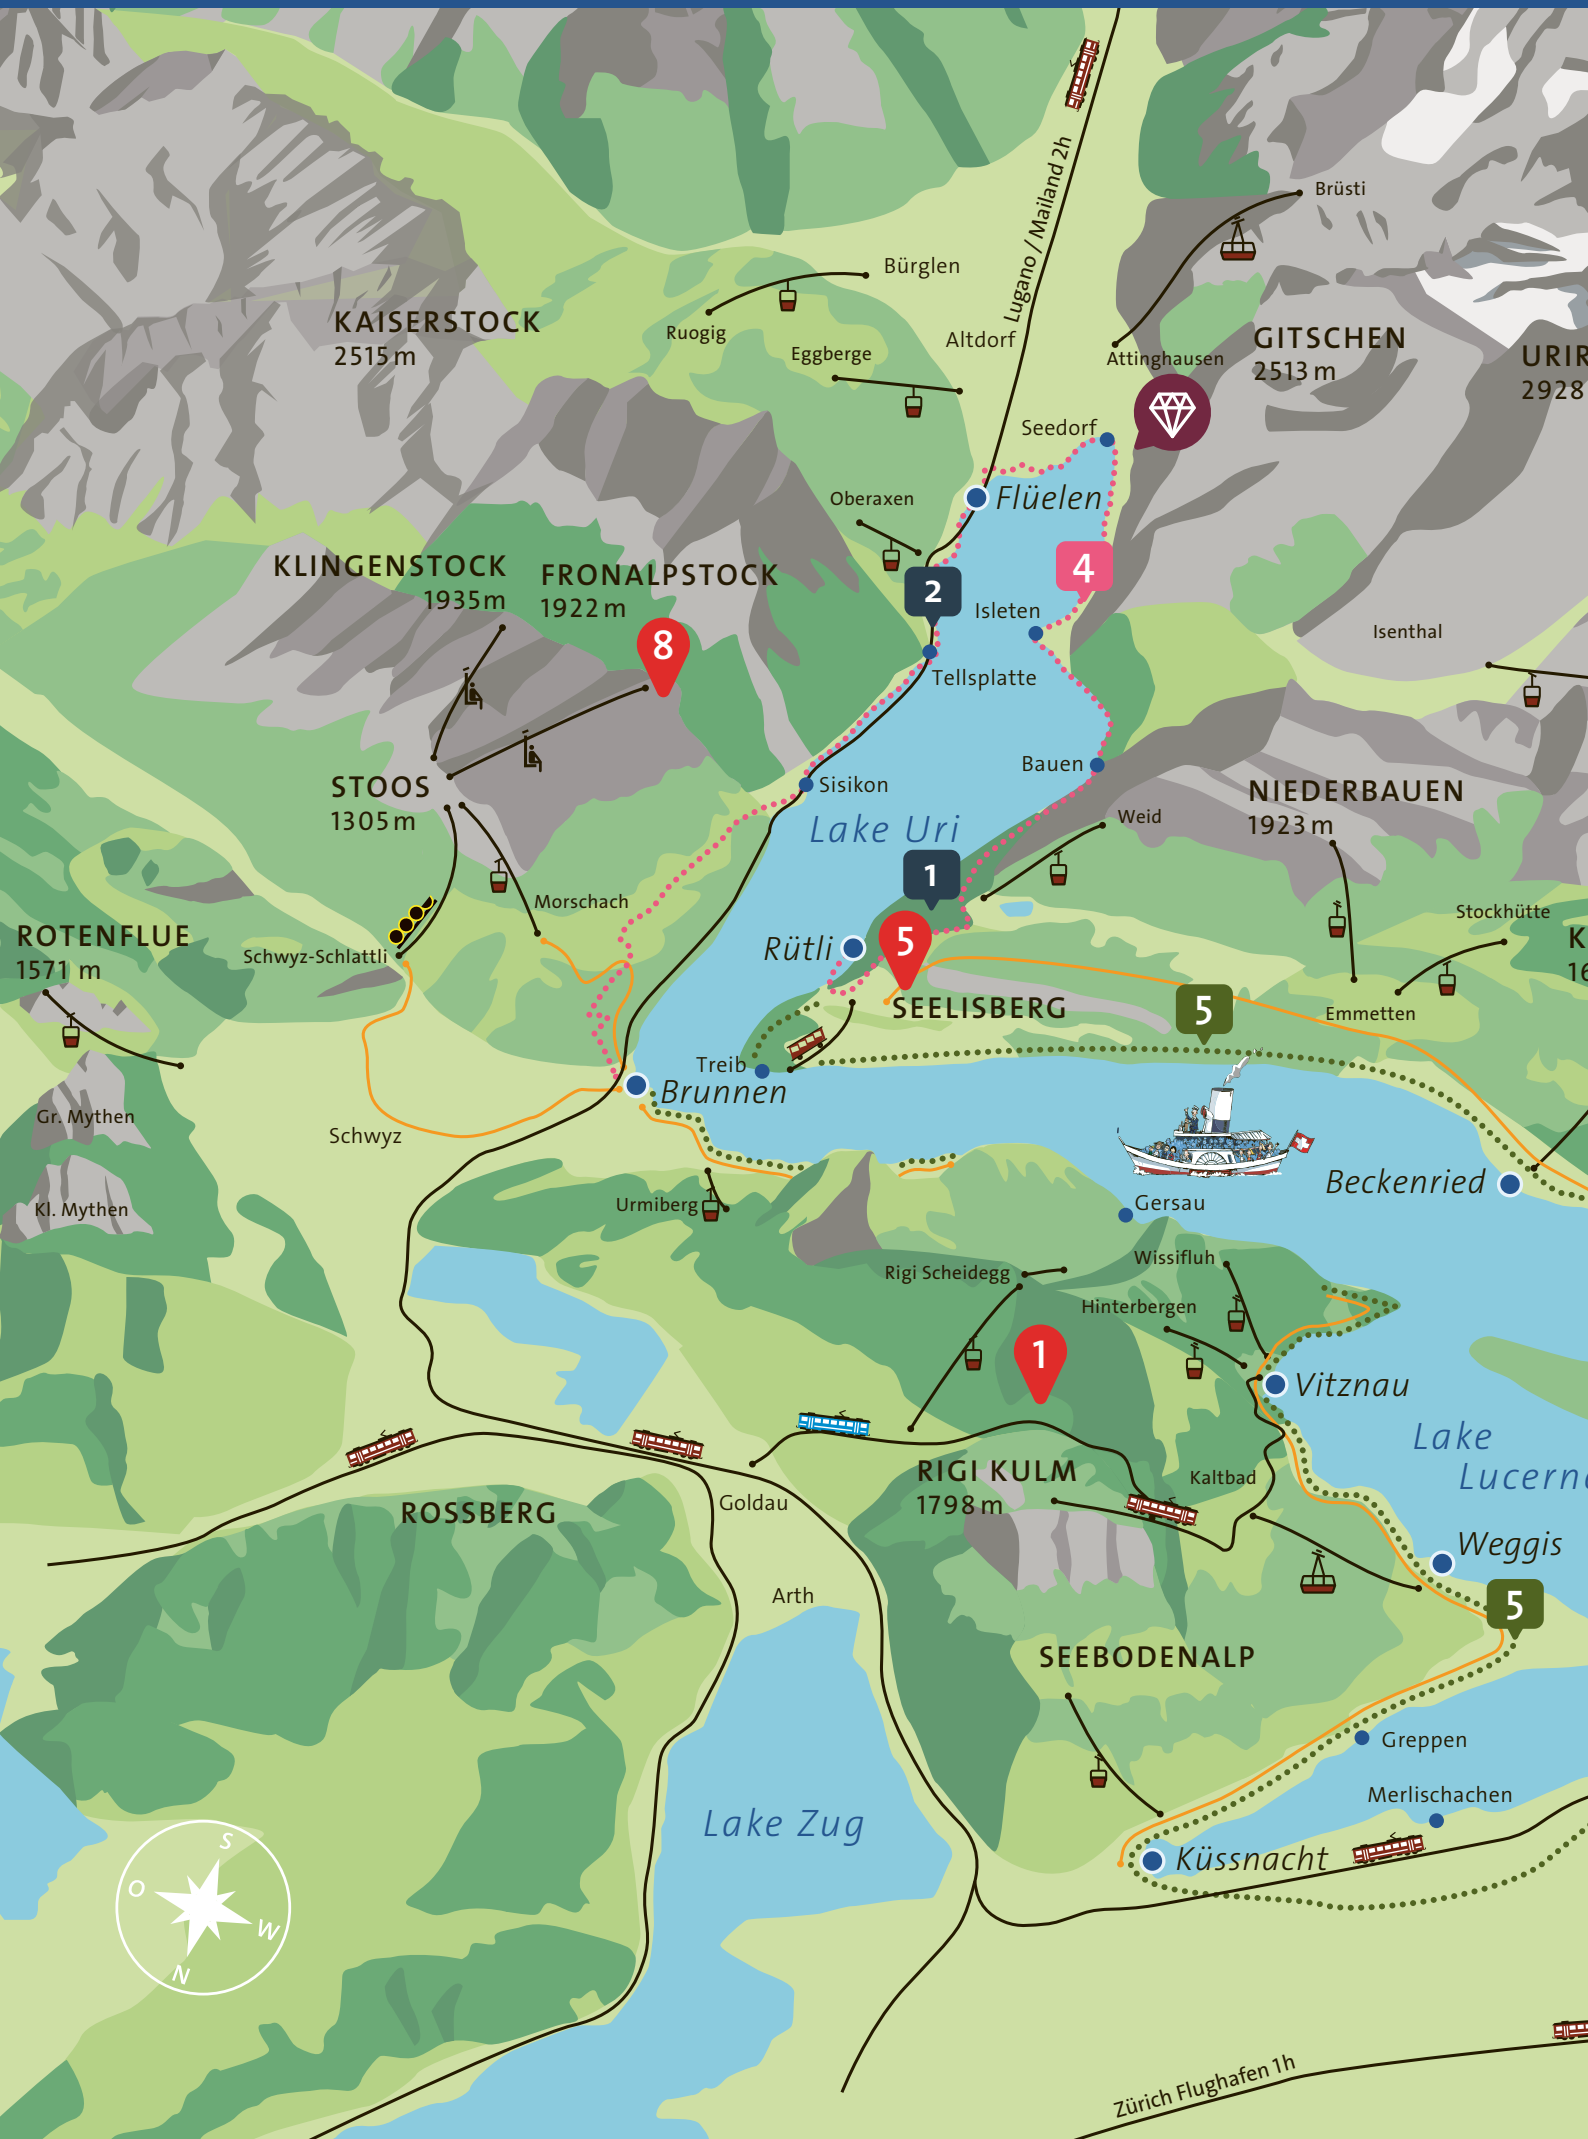 Lugano / Mailand 2h
Brüsti
Bürglen
Ruogig
KAISERSTOCK
2515 m
Altdorf
Eggberge
Attinghausen
GITSCHEN
2513 m
URIR
2928
Seedorf
Flüelen
Oberaxen
KLINGENSTOCK
1935 m
FRONALPSTOCK
1922 m
8
2
4
Isleten
Isenthal
Tellsplatte
STOOS
1305 m
Sisikon
Bauen
NIEDERBAUEN
1923 m
Lake Uri
Weid
1
Morschach
Stockhütte
ROTENFLUE
1571 m
Schwyz-Schlattli
Rütli
5
K
16
SEELISBERG
5
Emmetten
Treib
Brunnen
Gr. Mythen
Schwyz
Beckenried
Kl. Mythen
Urmiberg
Gersau
Rigi Scheidegg
Wissifluh
Hinterbergen
1
Vitznau
Lake
Lucerne
RIGI KULM
1798 m
Kaltbad
ROSSBERG
Goldau
Weggis
Arth
5
SEEBODENALP
Greppen
Lake Zug
Merlischachen
Küssnacht
S
O
W
N
Zürich Flughafen 1h